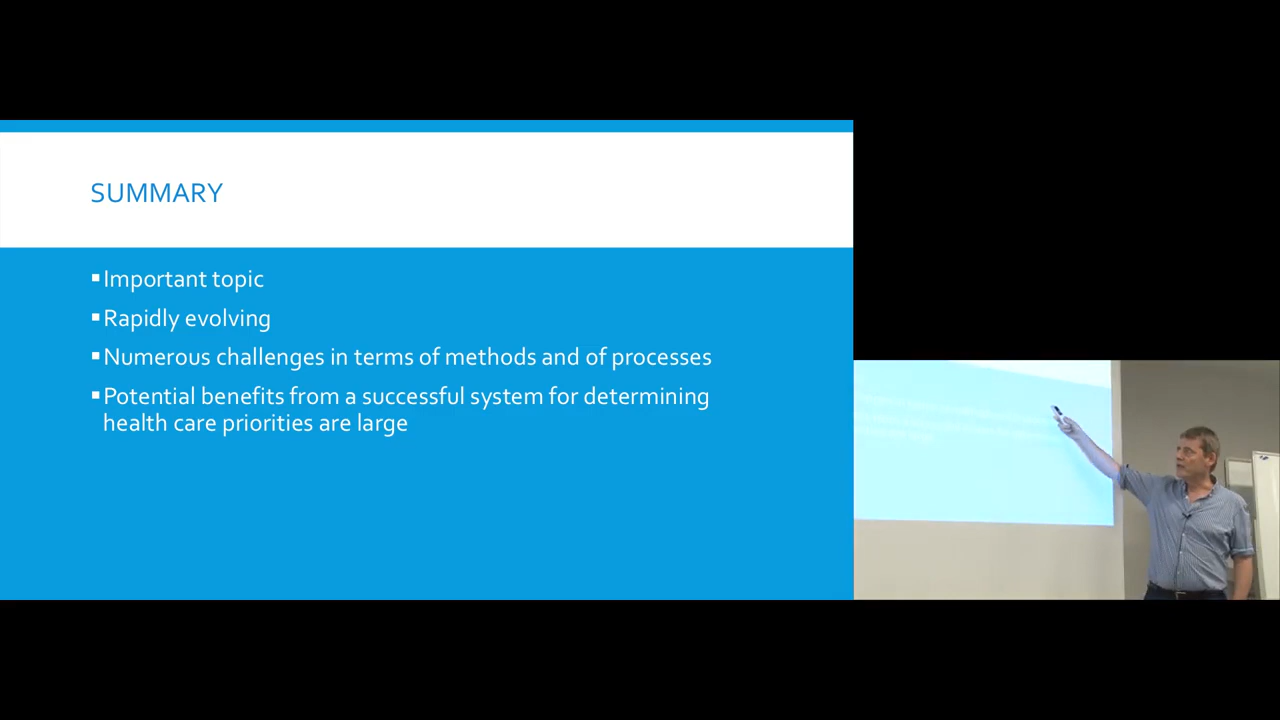 SUMMARY
▪Important topic
▪Rapidly evolving
▪Numerous challenges in terms of methods and of processes
▪Potential benefits from a successful system for determining
health care priorities are large